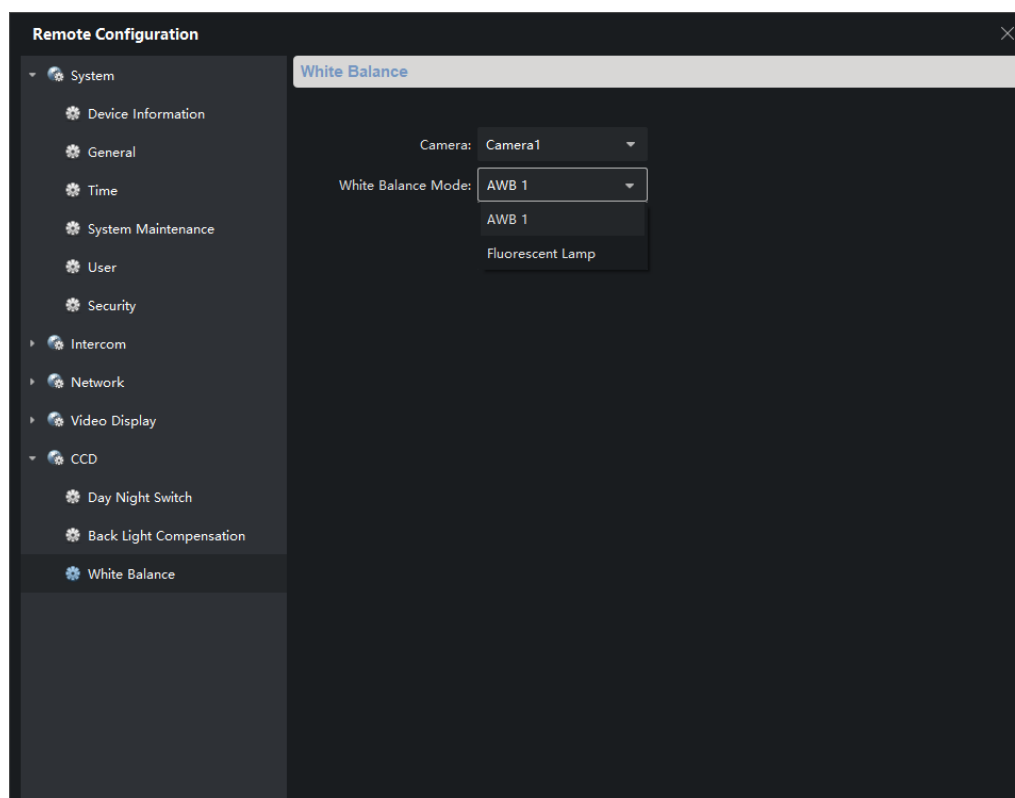 Remote Configuration
System
Device Information
General
Time
System Maintenance
User
Security
Intercom
Network
Video Display
CCD
Day Night Switch
Back Light Compensation
White Balance
White Balance
Camera: Camera1
White Balance Mode: AWB 1
AWB 1
Fluorescent Lamp